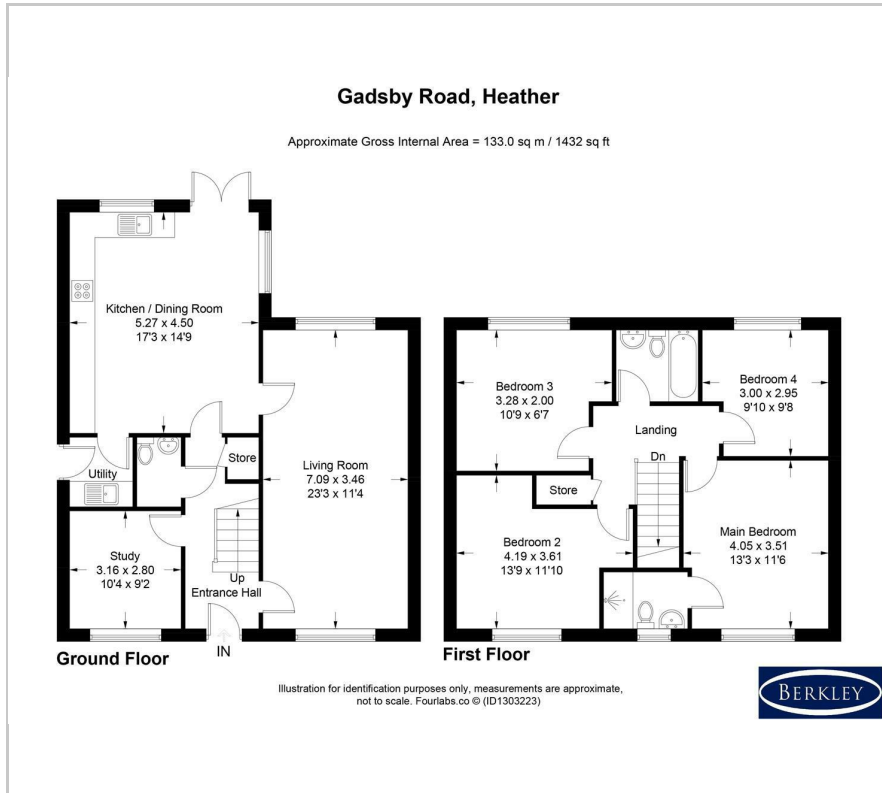 Gadsby Road, Heather
Approximate Gross Internal Area = 133.0 sq m / 1432 sq ft
Kitchen / Dining Room
5.27 x 4.50
17'3 x 14'9
Utility
Store
Living Room
7.09 x 3.46
23'3 x 11'4
Study
3.16 x 2.80
10'4 x 9'2
Up
Entrance Hall
IN
Ground Floor
Bedroom 3
3.28 x 2.00
10'9 x 6'7
Bedroom 4
3.00 x 2.95
9'10 x 9'8
Landing
Dn
Store
Bedroom 2
4.19 x 3.61
13'9 x 11'10
Main Bedroom
4.05 x 3.51
13'3 x 11'6
First Floor
Illustration for identification purposes only, measurements are approximate,
not to scale. Fourlabs.co © (ID1303223)
BERKLEY